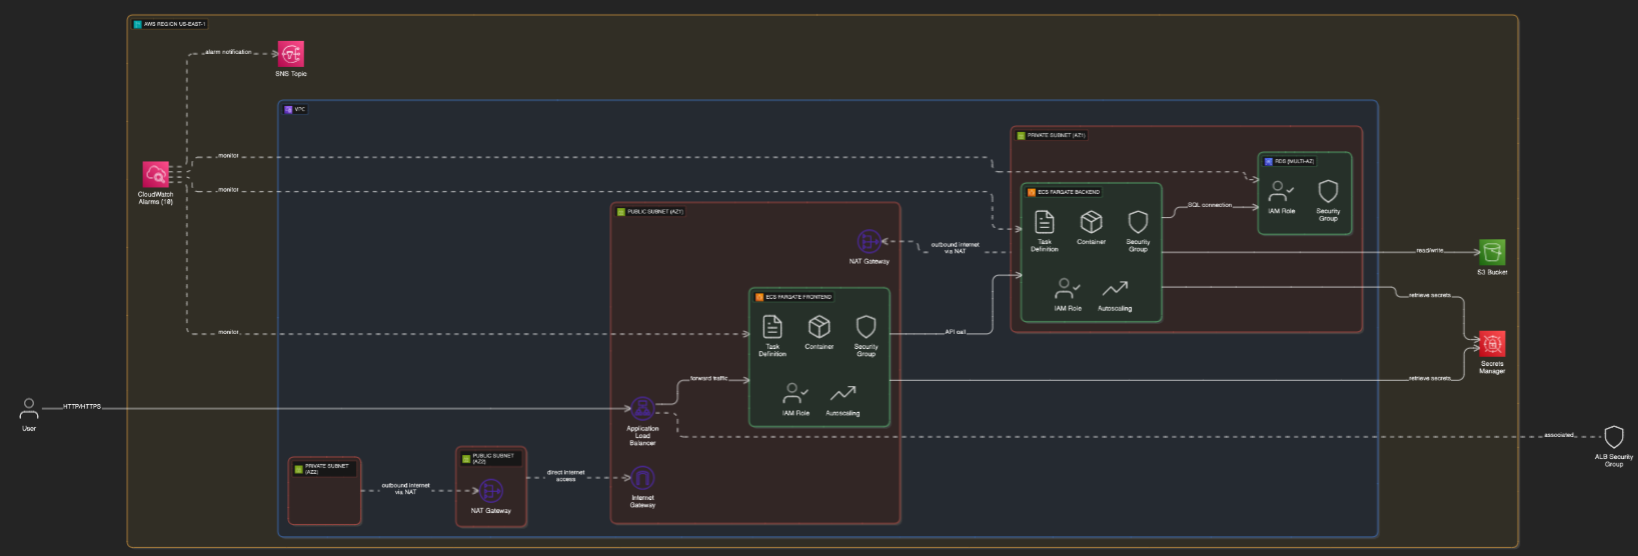 AWS REGION US-EAST-1
alarm notification
SNS Topic
VPC
PRIVATE SUBNET (AZ1)
monitor
RDS (MULTI-AZ)
CloudWatch
Alarms (10)
monitor
ECS FARGATE BACKEND
IAM Role
Security
Group
SQL connection
PUBLIC SUBNET (AZ1)
Task
Definition
Container
Security
Group
outbound internet
via NAT
NAT Gateway
read/write
S3 Bucket
IAM Role
Autoscaling
retrieve secrets
ECS FARGATE FRONTEND
monitor
API call
Task
Definition
Container
Security
Group
Secrets
Manager
forward traffic
retrieve secrets
IAM Role
Autoscaling
HTTP/HTTPS
User
Application
Load
Balancer
associated
ALB Security
Group
PRIVATE SUBNET
(AZ2)
PUBLIC SUBNET
(AZ2)
direct internet
access
outbound internet
via NAT
NAT Gateway
Internet
Gateway